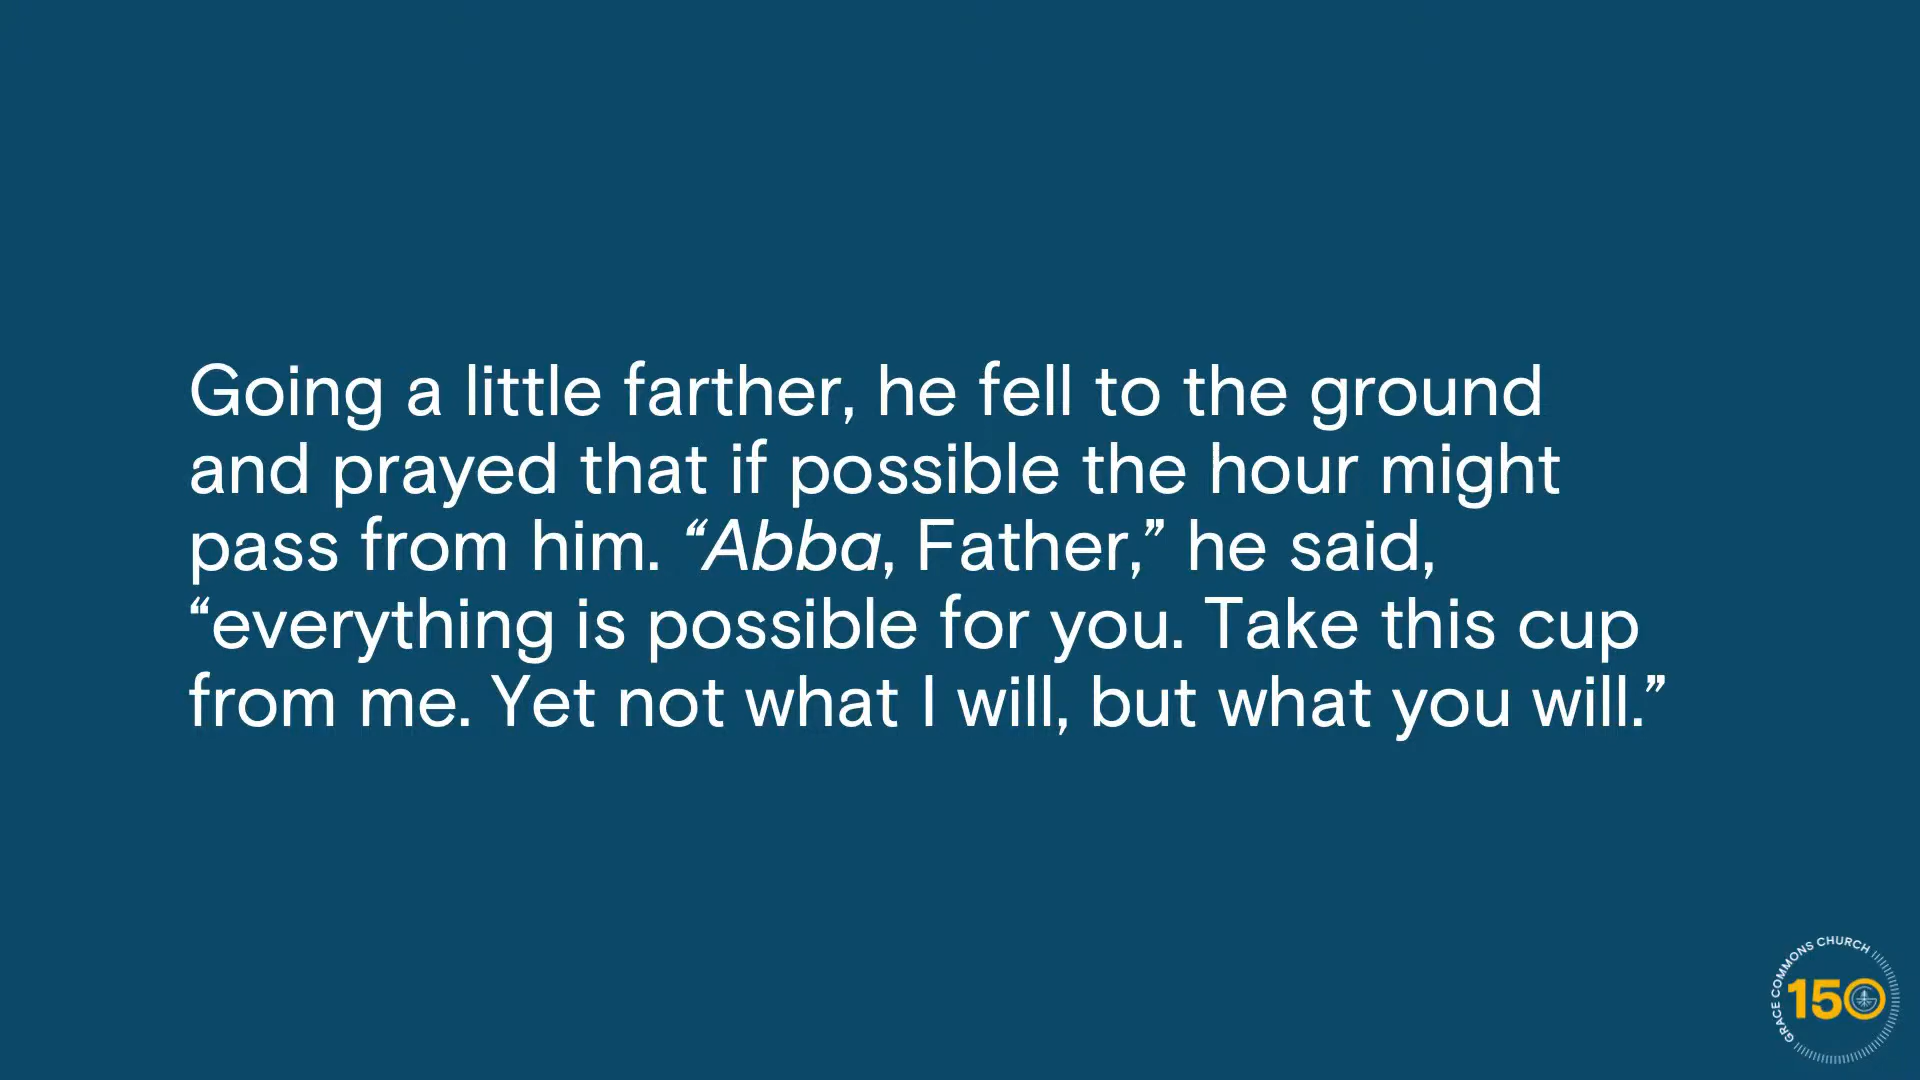 Going a little farther, he fell to the ground
and prayed that if possible the hour might
pass from him. “Abba, Father,” he said,
“everything is possible for you. Take this cup
from me. Yet not what I will, but what you will.”
GRACE COMMONS CHURCH
150